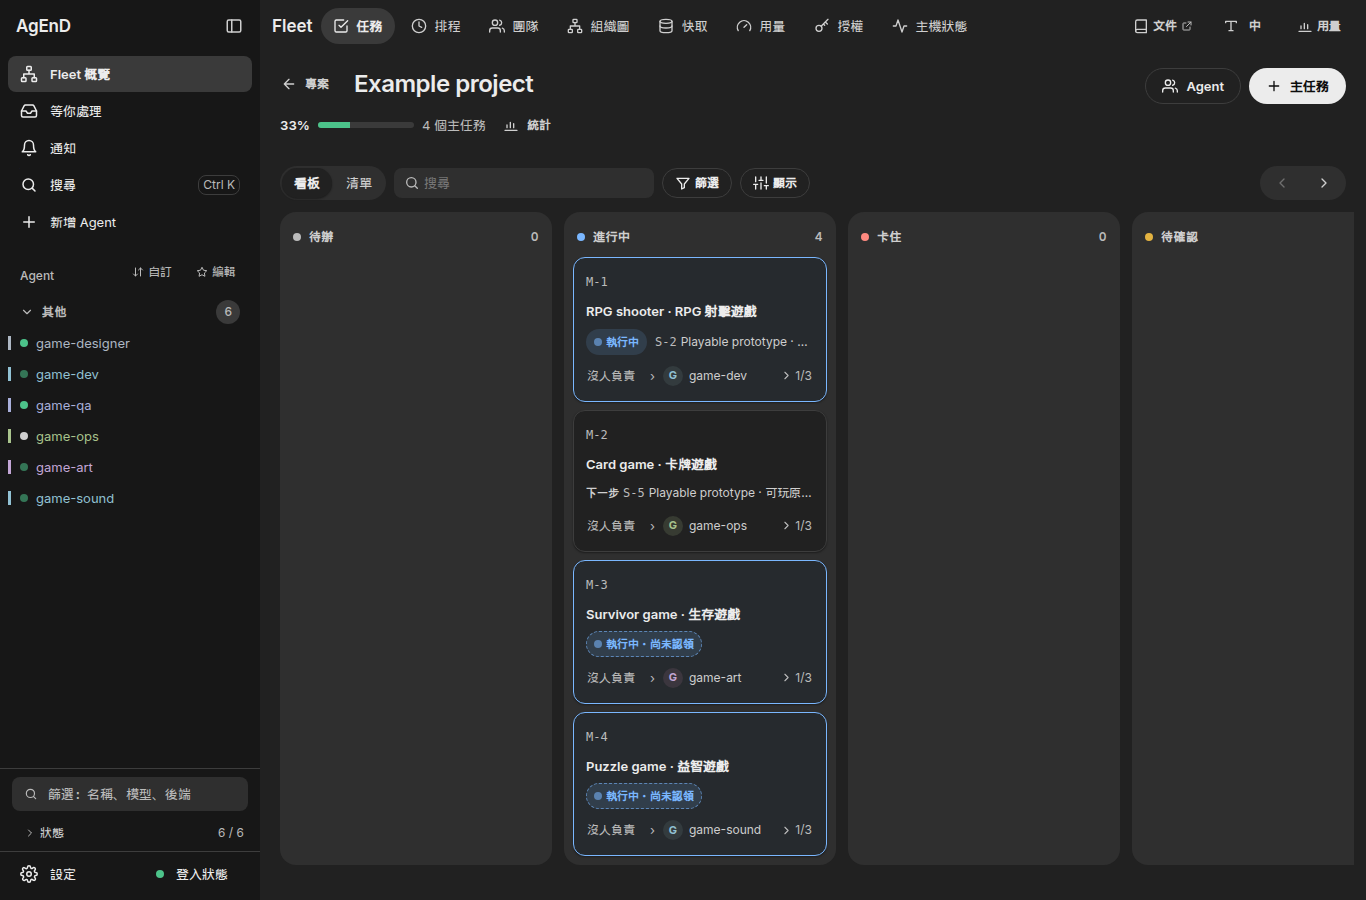 AgEnD
Fleet 概覽
等你處理
通知
搜尋 Ctrl K
新增 Agent
Agent 自訂 編輯
其他 6
game-designer
game-dev
game-qa
game-ops
game-art
game-sound
篩選：名稱、模型、後端
狀態 6 / 6
設定 登入狀態
Fleet 任務 排程 團隊 組織圖 快取 用量 授權 主機狀態 文件 中 用量
專案 Example project Agent 主任務
33% 4 個主任務 統計
看板 清單 搜尋 篩選 顯示
待辦 0
進行中 4
M-1
RPG shooter · RPG 射擊遊戲
執行中 S-2 Playable prototype · ...
沒人負責 › G game-dev 1/3
M-2
Card game · 卡牌遊戲
下一步 S-5 Playable prototype · 可玩原...
沒人負責 › G game-ops 1/3
M-3
Survivor game · 生存遊戲
執行中 · 尚未認領
沒人負責 › G game-art 1/3
M-4
Puzzle game · 益智遊戲
執行中 · 尚未認領
沒人負責 › G game-sound 1/3
卡住 0
待確認